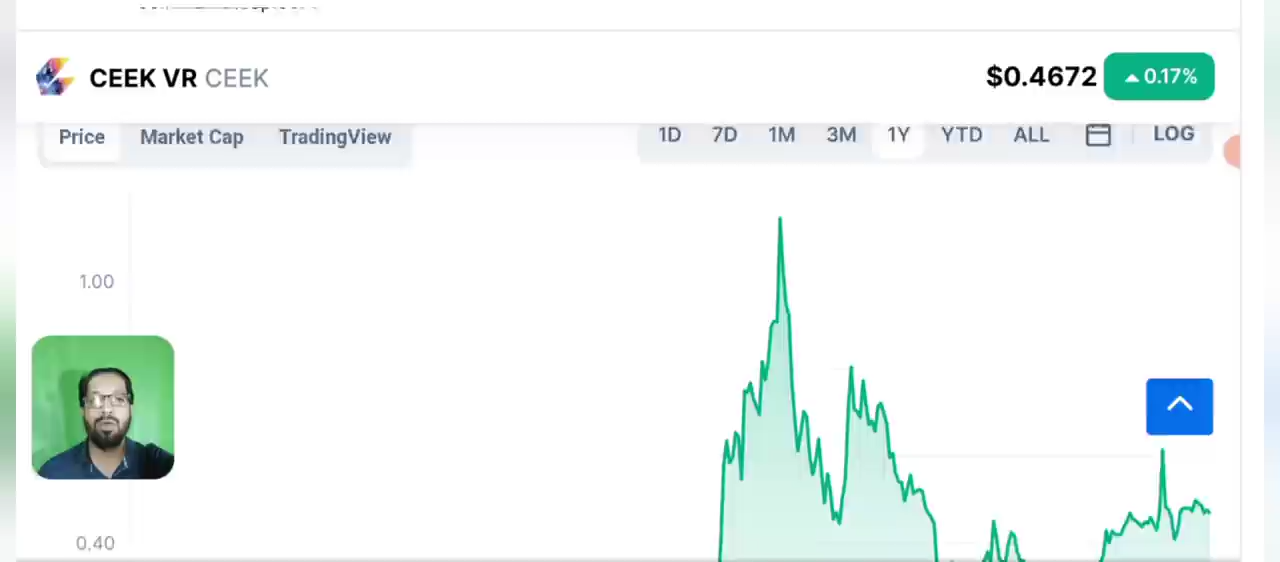 CEEK VR CEEK
$0.4672 0.17%
Price Market Cap TradingView
1D 7D 1M 3M 1Y YTD ALL LOG
1.00
0.40